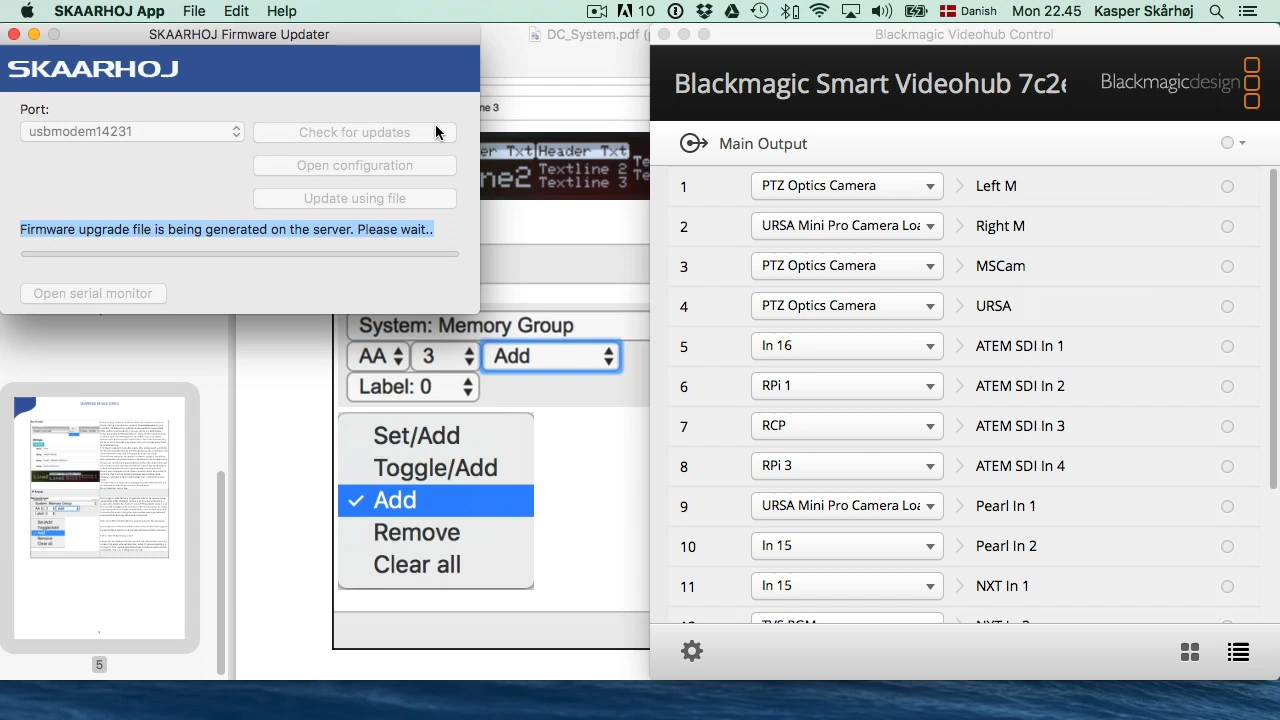 SKAARHOJ App File Edit Help 10 Danish Mon 22.45 Kasper Skårhøj
SKAARHOJ Firmware Updater
SKAARHOJ
Port:
usbmodem14231
Check for updates
Open configuration
Update using file
Firmware upgrade file is being generated on the server. Please wait..
Open serial monitor
DC_System.pdf (
ne 3
er Txt Header Txt
ne2 Textline 2
Textline 3
System: Memory Group
AA 3 Add
Label: 0
Set/Add
Toggle/Add
Add
Remove
Clear all
5
Blackmagic Videohub Control
Blackmagic Smart Videohub 7c2
Blackmagicdesign
Main Output
1 PTZ Optics Camera Left M
2 URSA Mini Pro Camera Loa Right M
3 PTZ Optics Camera MSCam
4 PTZ Optics Camera URSA
5 In 16 ATEM SDI In 1
6 RPi 1 ATEM SDI In 2
7 RCP ATEM SDI In 3
8 RPi 2 ATEM SDI In 4
9 URSA Mini Pro Camera Loa Pearl In 1
10 In 15 Pearl In 2
11 In 15 NXT In 1